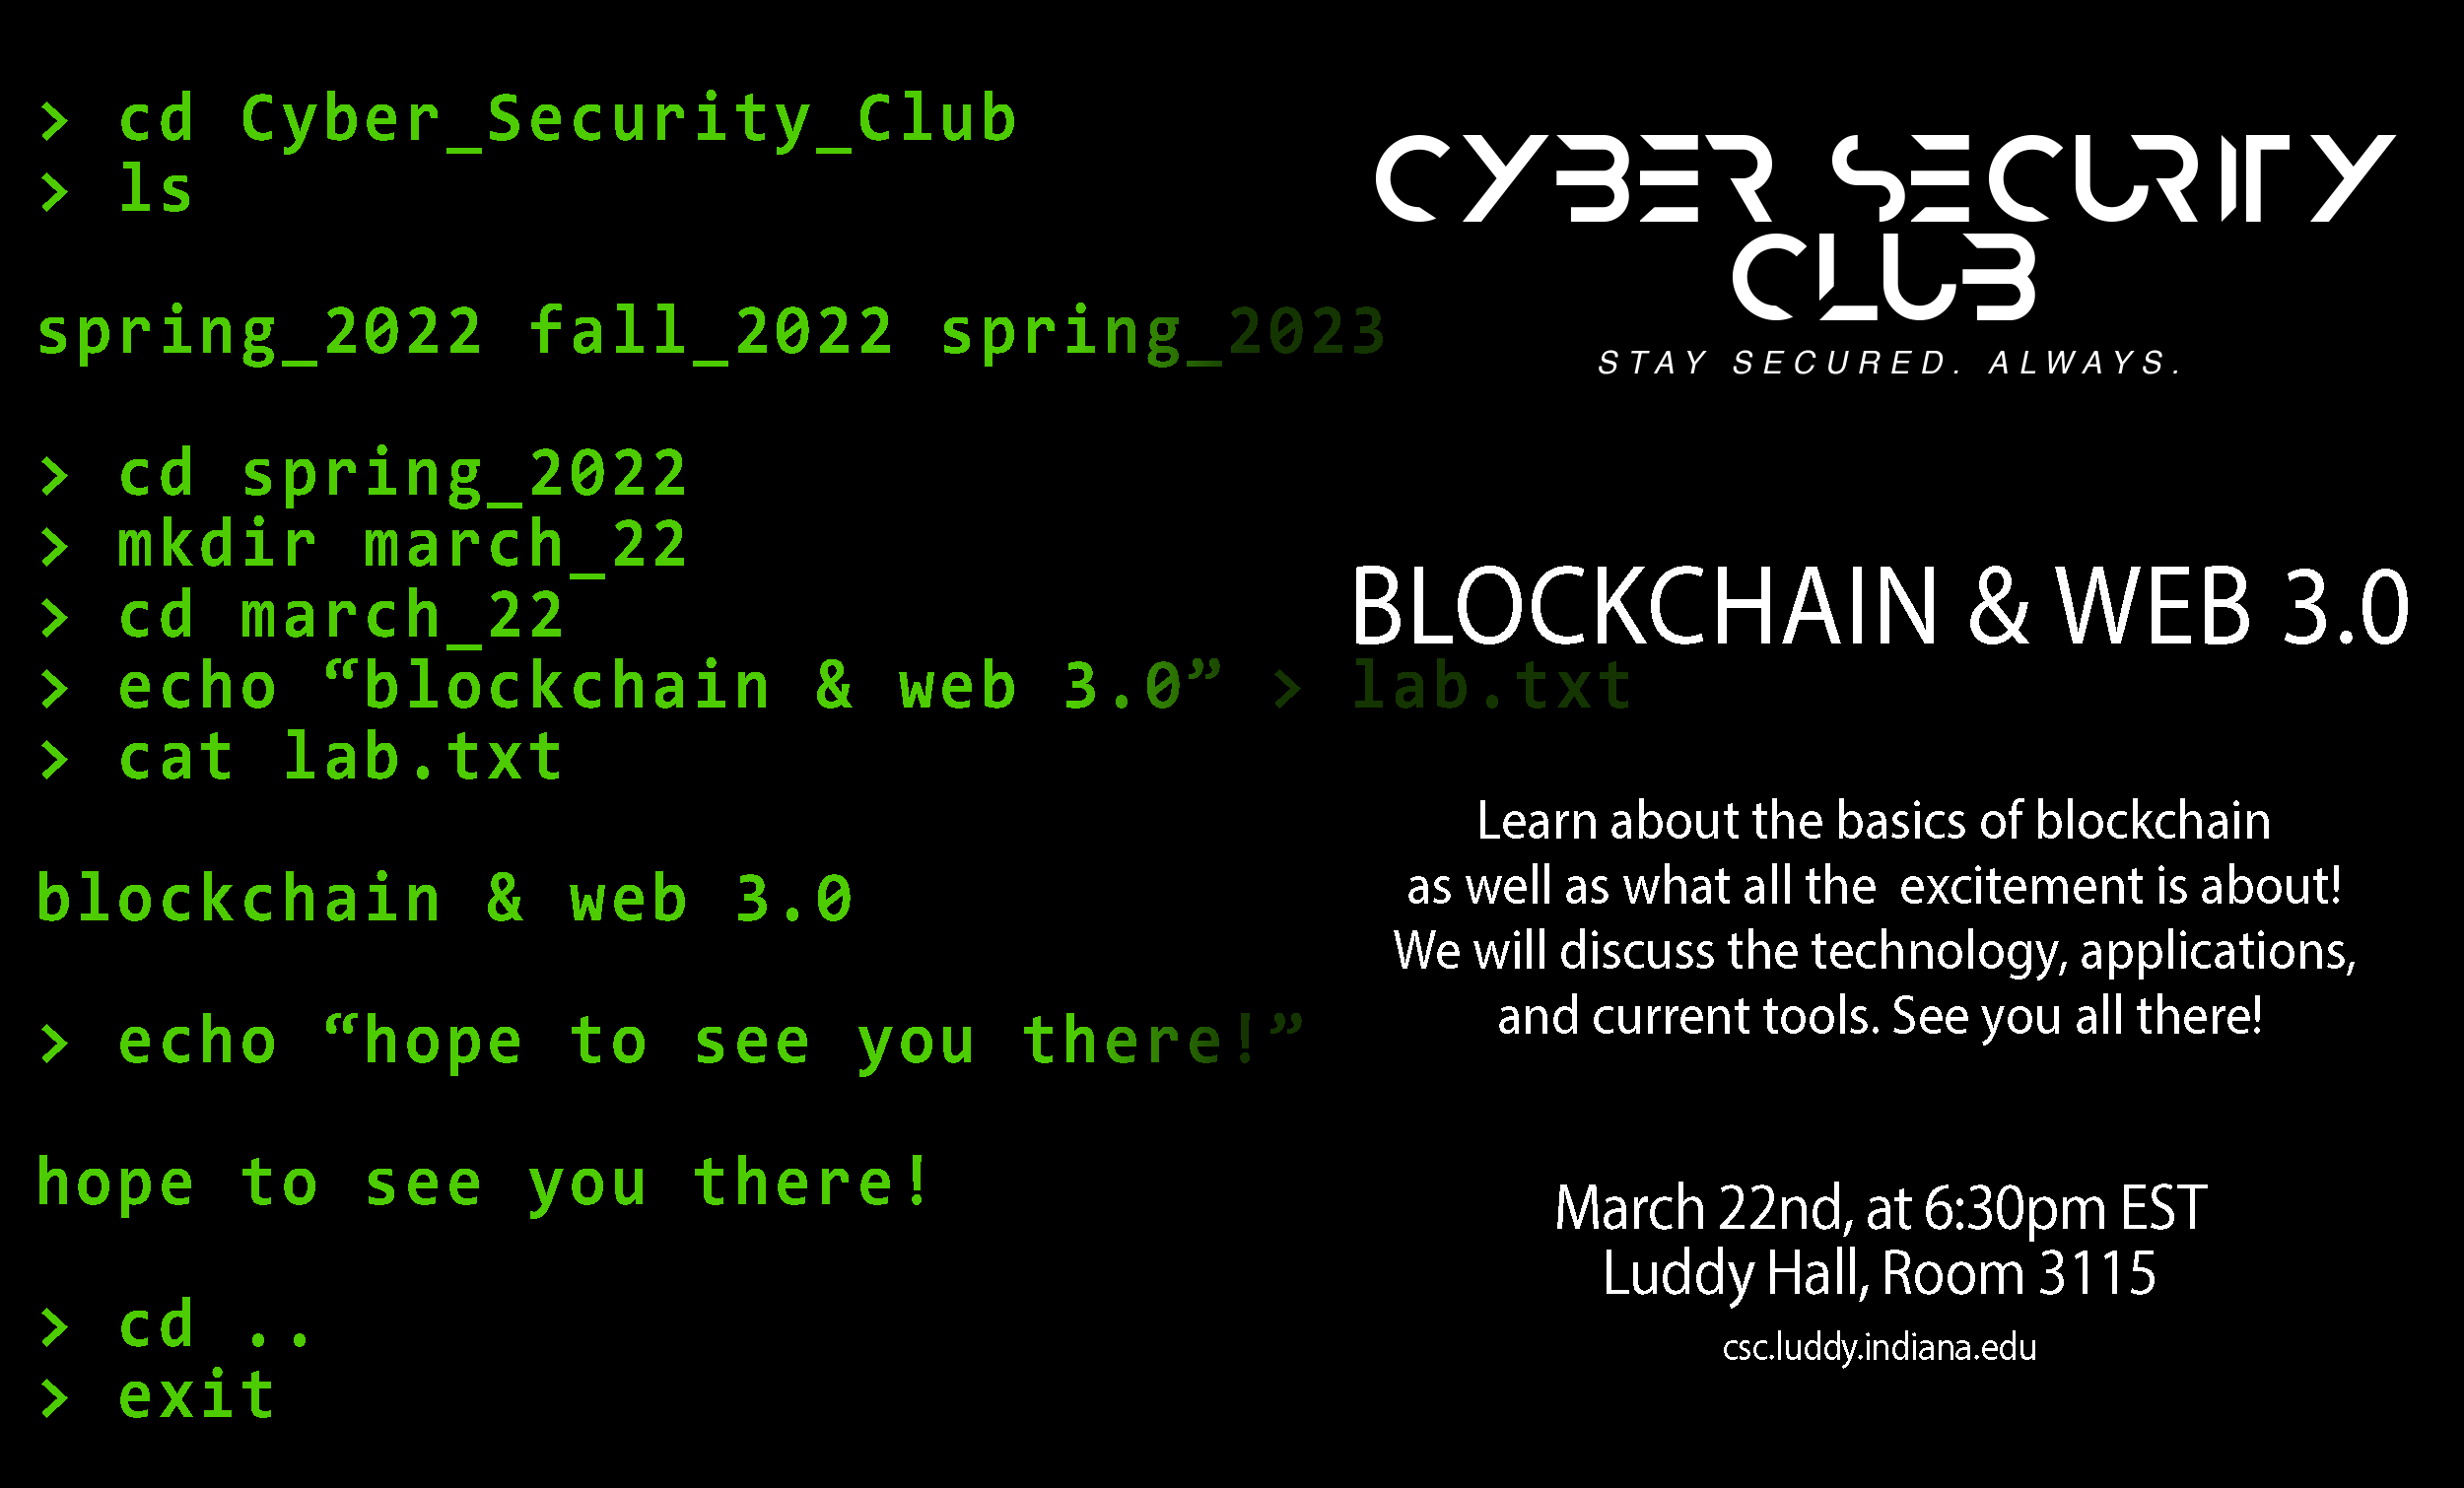 > cd Cyber_Security_Club
> ls
spring_2022 fall_2022 spring_2023
> cd spring_2022
> mkdir march_22
> cd march_22
> echo “blockchain & web 3.0” > lab.txt
> cat lab.txt
blockchain & web 3.0
> echo “hope to see you there!”
hope to see you there!
> cd ..
> exit
CYBER SECURITY
CLUB
STAY SECURED. ALWAYS.
BLOCKCHAIN & WEB 3.0
Learn about the basics of blockchain
as well as what all the excitement is about!
We will discuss the technology, applications,
and current tools. See you all there!
March 22nd, at 6:30pm EST
Luddy Hall, Room 3115
csc.luddy.indiana.edu